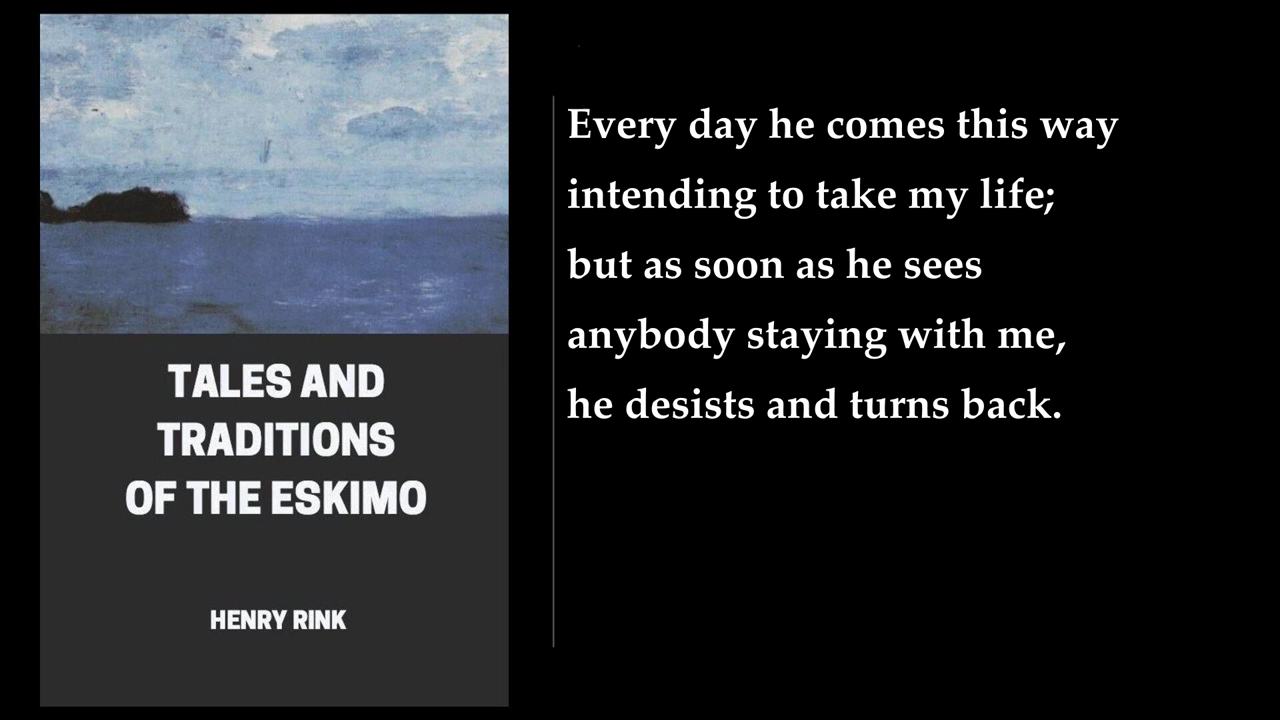 TALES AND
TRADITIONS
OF THE ESKIMO
HENRY RINK
Every day he comes this way
intending to take my life;
but as soon as he sees
anybody staying with me,
he desists and turns back.